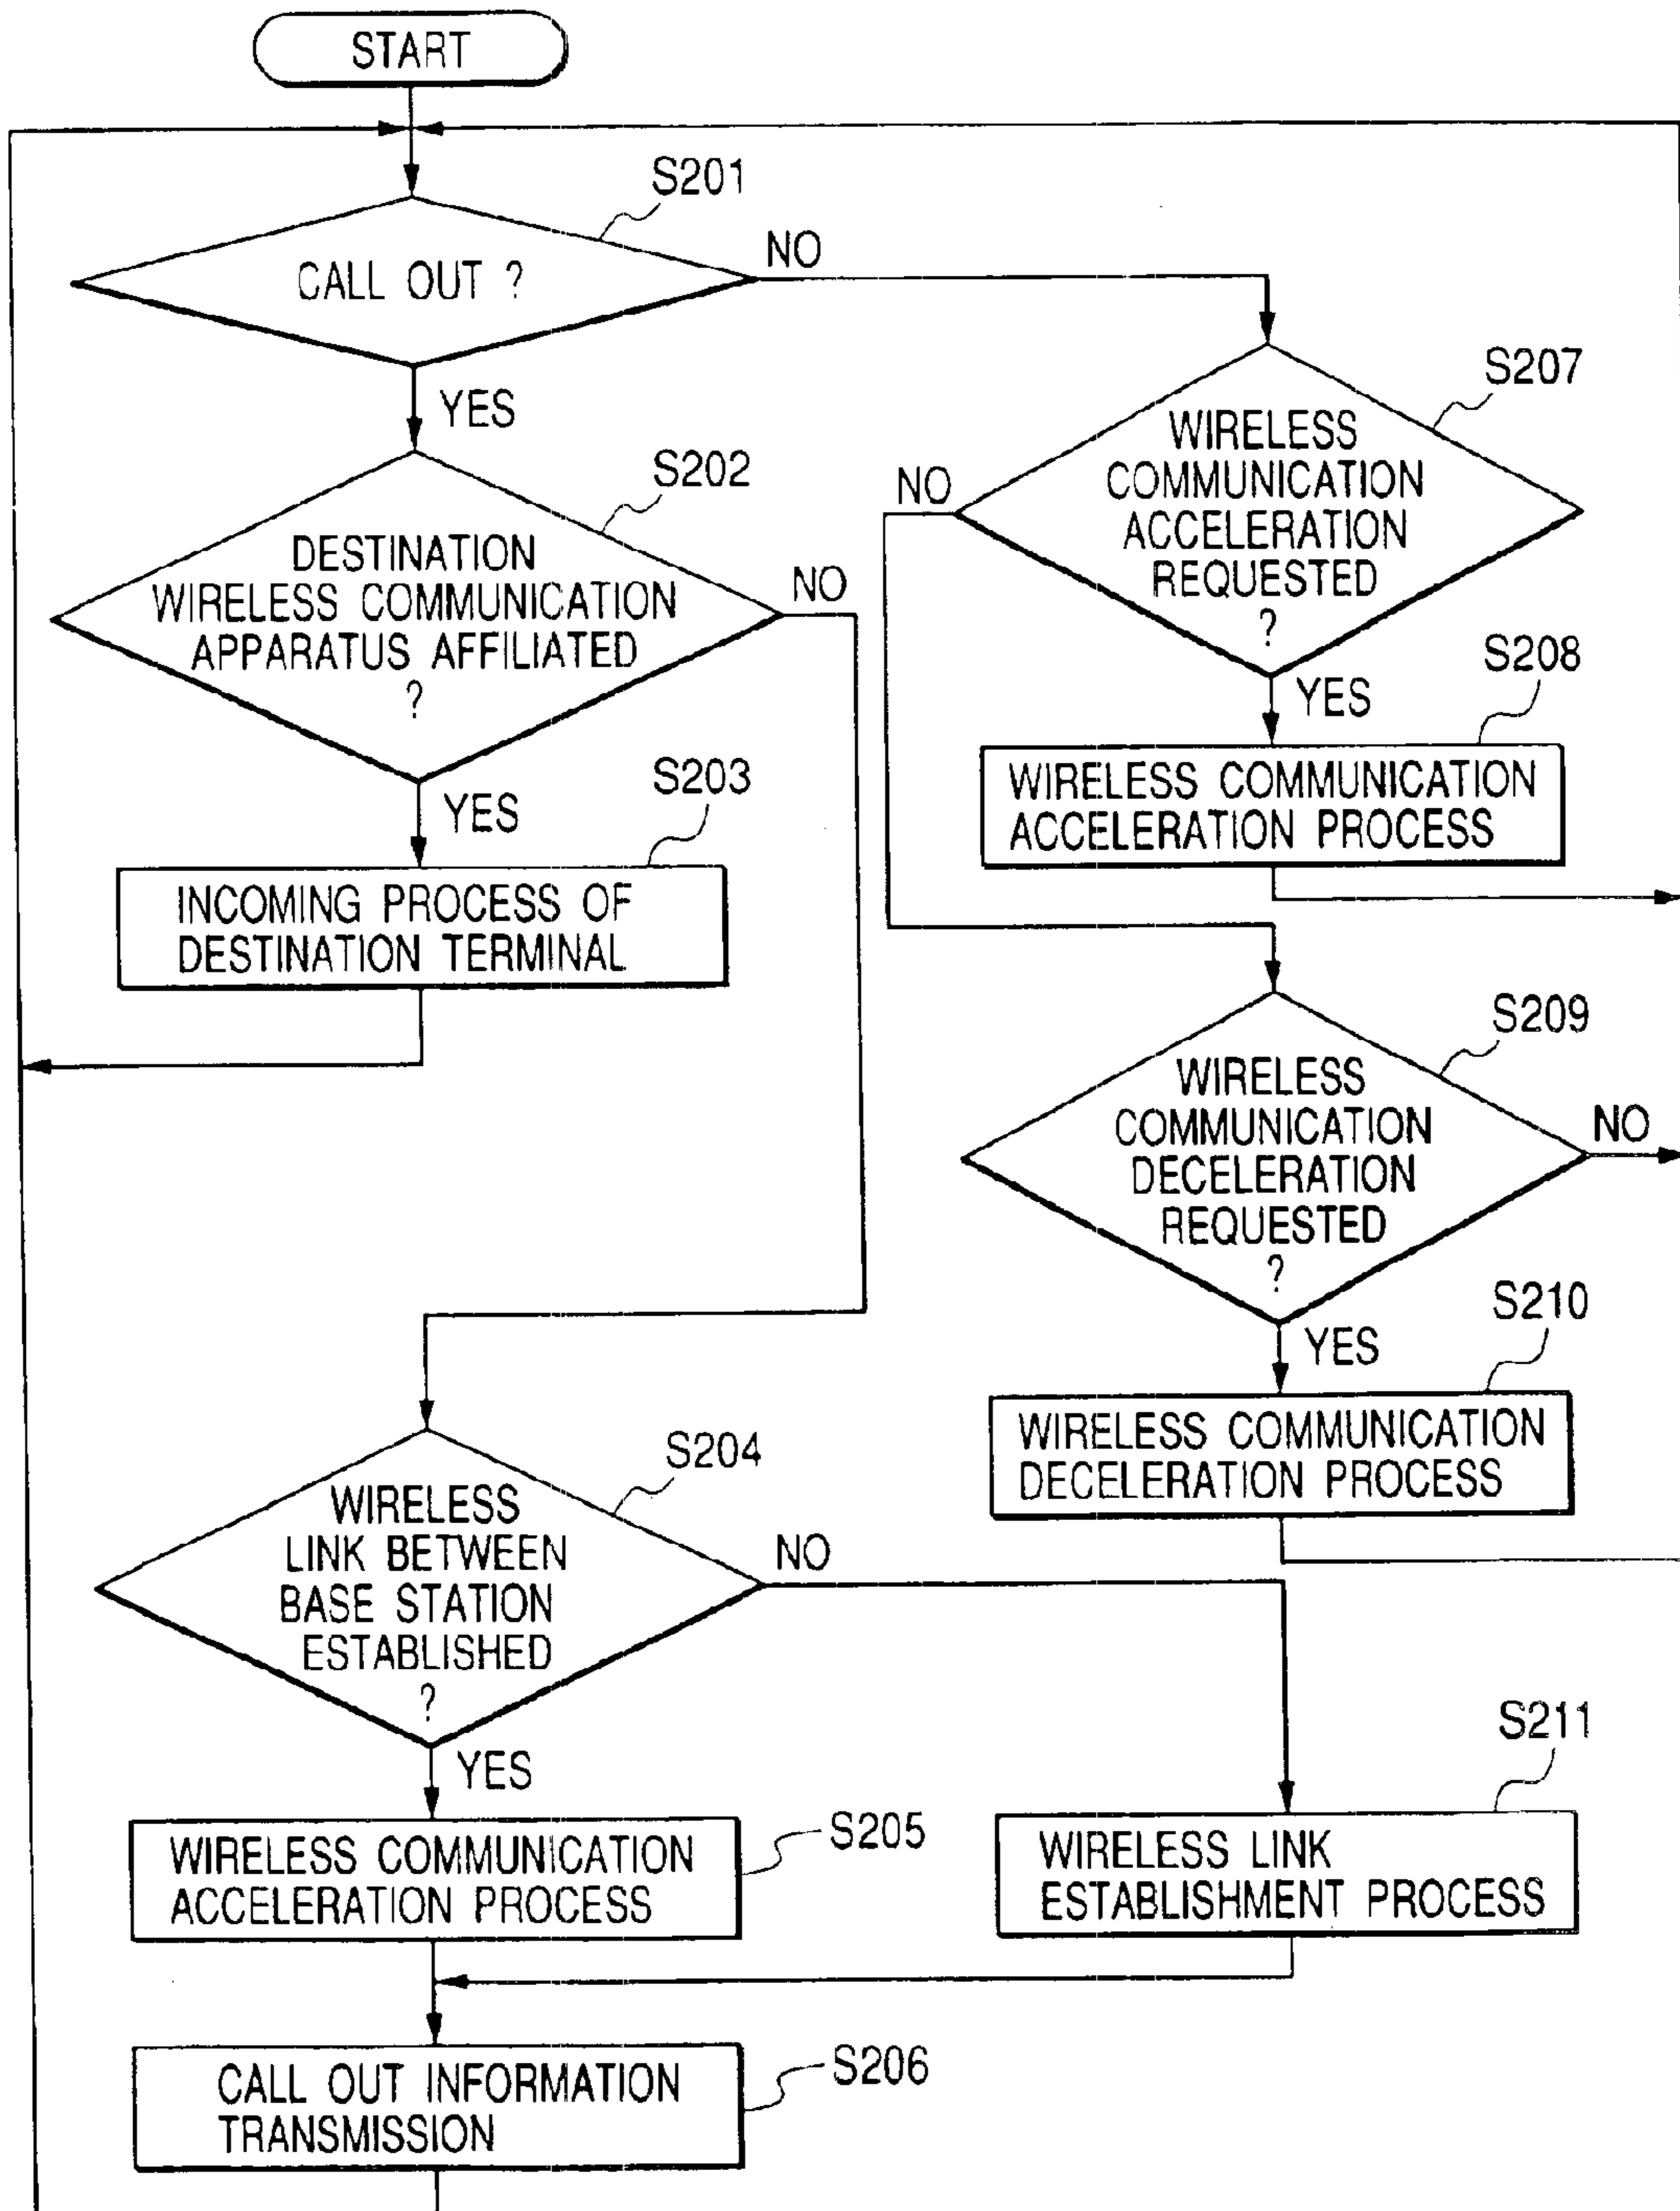 START
S201
CALL OUT ?
NO
YES
S202
DESTINATION
WIRELESS COMMUNICATION
APPARATUS AFFILIATED
?
NO
YES
S203
INCOMING PROCESS OF
DESTINATION TERMINAL
S207
WIRELESS
COMMUNICATION
ACCELERATION
REQUESTED
?
NO
YES
S208
WIRELESS COMMUNICATION
ACCELERATION PROCESS
S209
WIRELESS
COMMUNICATION
DECELERATION
REQUESTED
?
NO
YES
S210
WIRELESS COMMUNICATION
DECELERATION PROCESS
S204
WIRELESS
LINK BETWEEN
BASE STATION
ESTABLISHED
?
NO
YES
S205
WIRELESS COMMUNICATION
ACCELERATION PROCESS
S211
WIRELESS LINK
ESTABLISHMENT PROCESS
S206
CALL OUT INFORMATION
TRANSMISSION